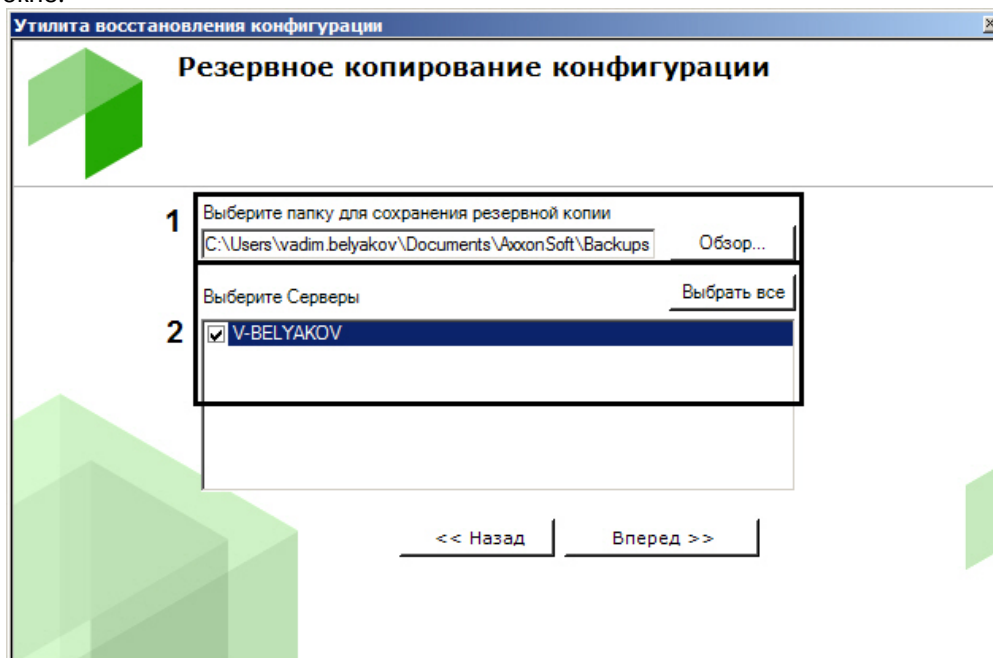 окно:
Утилита восстановления конфигурации
Резервное копирование конфигурации
1
Выберите папку для сохранения резервной копии
C:\Users\vadim.belyakov\Documents\AxxonSoft\Backups
Обзор...
Выберите Серверы
Выбрать все
2
V-BELYAKOV
<< Назад
Вперед >>